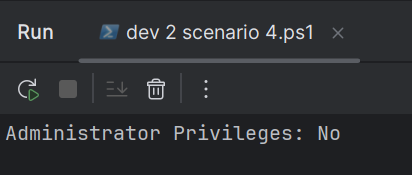 Run dev 2 scenario 4.ps1
Administrator Privileges: No